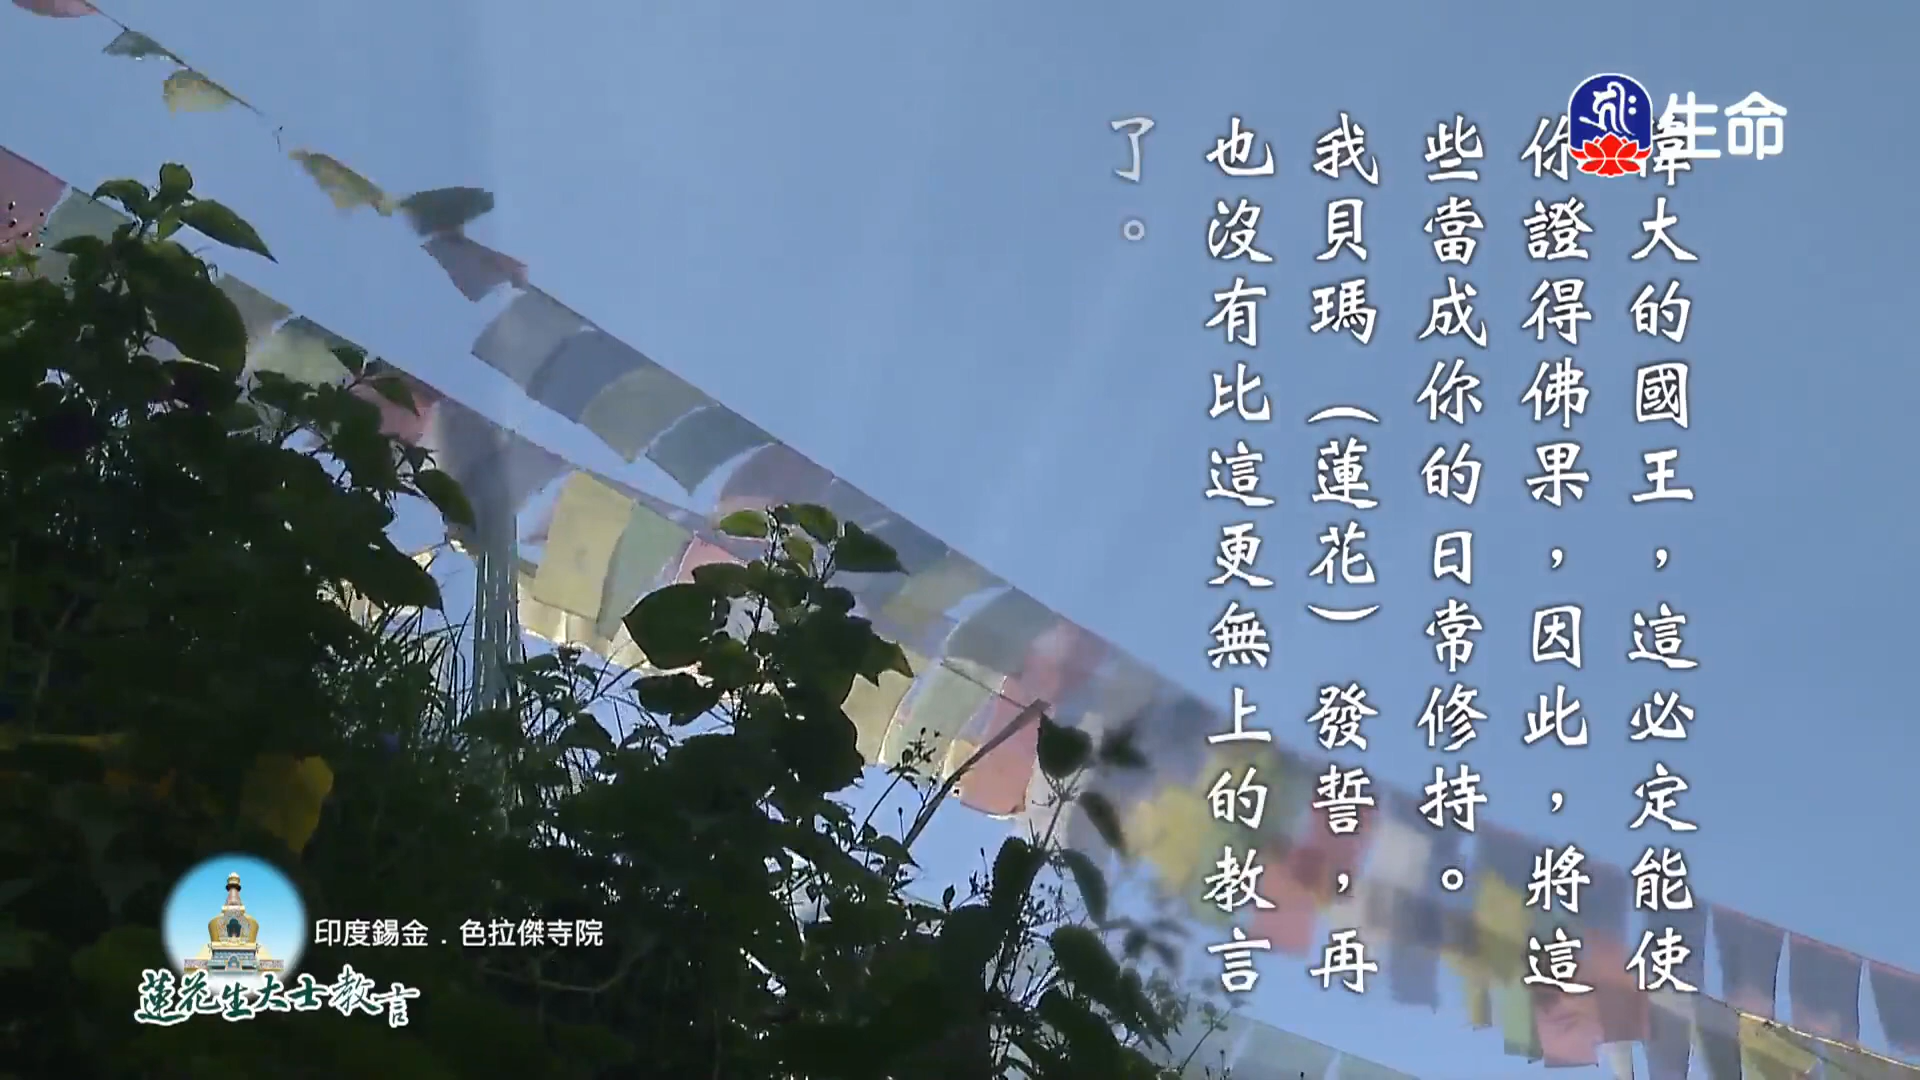 偉大的國王，這必定能使
你證得佛果，因此，將這
些當成你的日常修持。
我貝瑪（蓮花）發誓，再
也沒有比這更無上的教言
了。
生命
印度錫金．色拉傑寺院
蓮花生大士教言